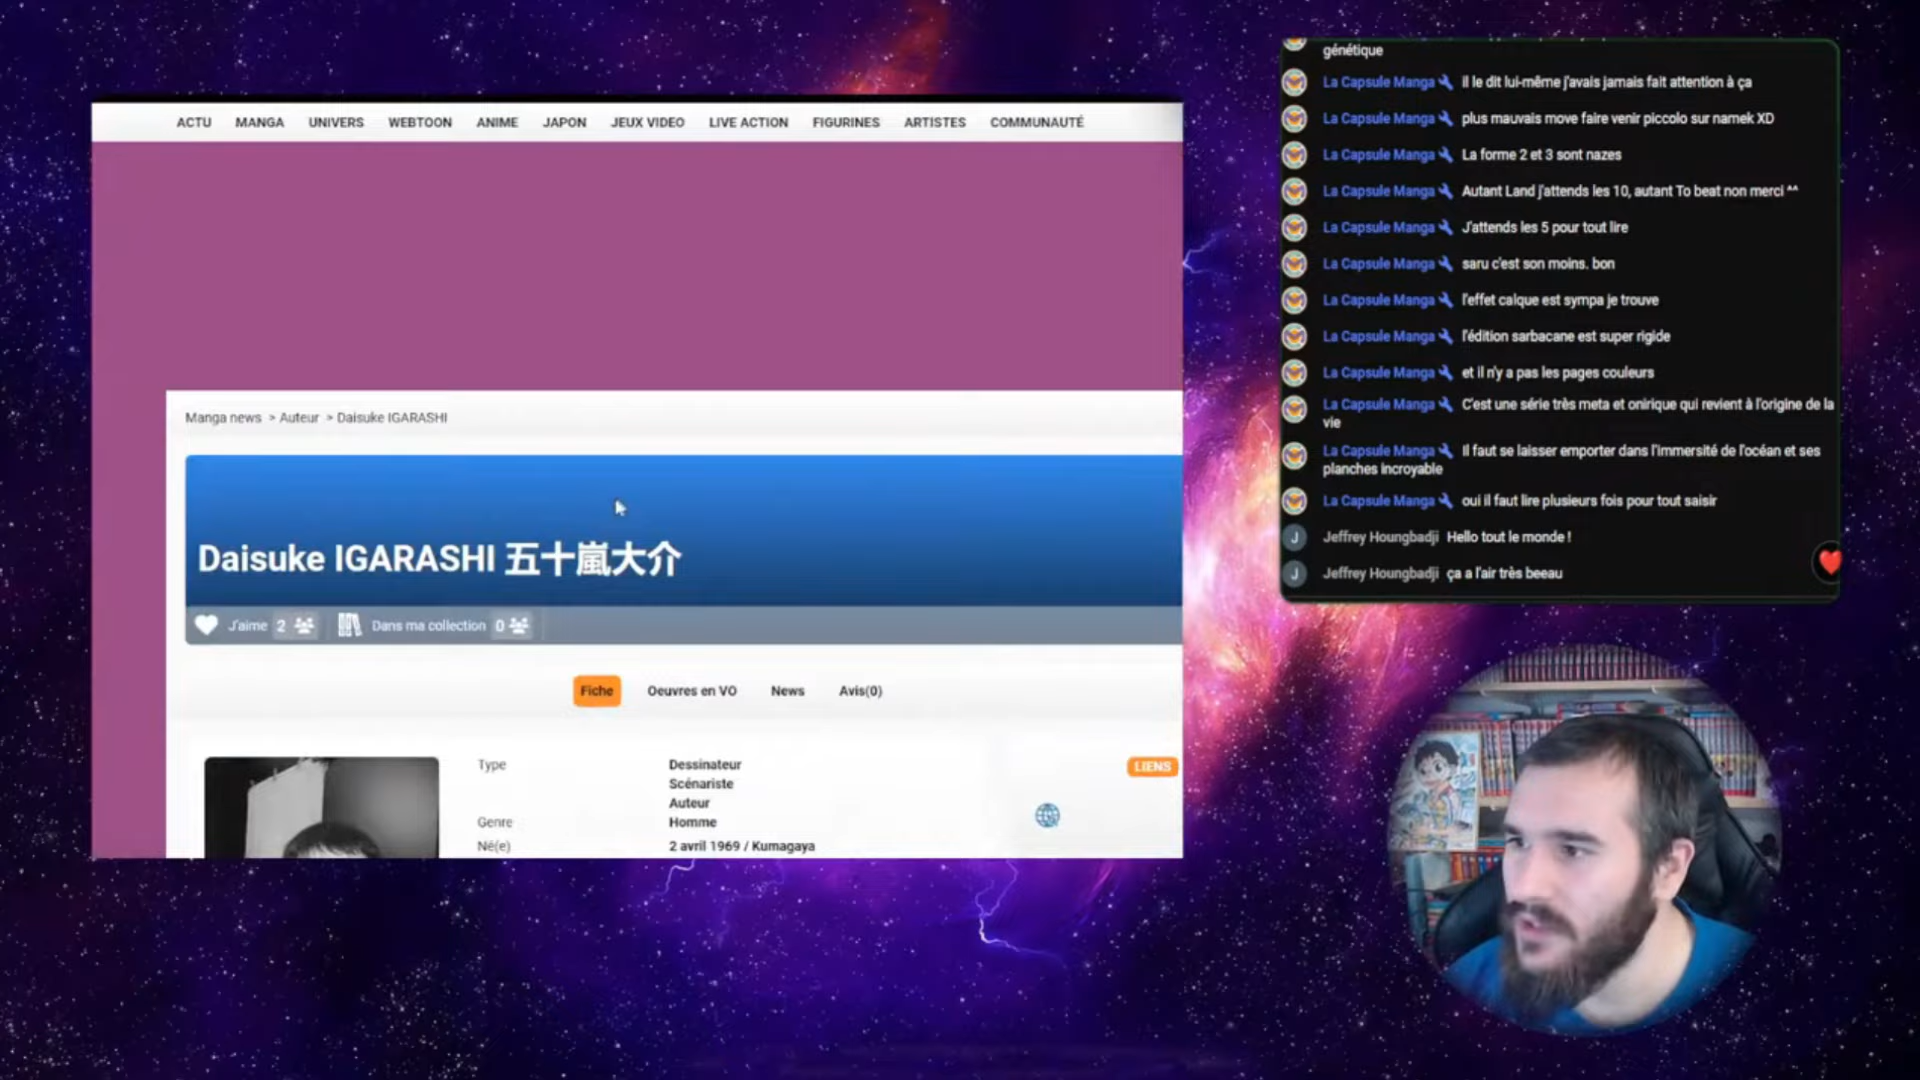 ACTU MANGA UNIVERS WEBTOON ANIME JAPON JEUX VIDEO LIVE ACTION FIGURINES ARTISTES COMMUNAUTÉ
Manga news > Auteur > Daisuke IGARASHI
Daisuke IGARASHI 五十嵐大介
J'aime 2 Dans ma collection 0
Fiche Oeuvres en VO News Avis(0)
Type Dessinateur
Scénariste
Auteur
Genre Homme
Né(e) 2 avril 1969 / Kumagaya
LIENS
génétique
La Capsule Manga il le dit lui-même j'avais jamais fait attention à ça
La Capsule Manga plus mauvais move faire venir piccolo sur namek XD
La Capsule Manga La forme 2 et 3 sont nazes
La Capsule Manga Autant Land j'attends les 10, autant To beat non merci ^^
La Capsule Manga J'attends les 5 pour tout lire
La Capsule Manga saru c'est son moins. bon
La Capsule Manga l'effet calque est sympa je trouve
La Capsule Manga l'édition sarbacane est super rigide
La Capsule Manga et il n'y a pas les pages couleurs
La Capsule Manga C'est une série très meta et onirique qui revient à l'origine de la
vie
La Capsule Manga Il faut se laisser emporter dans l'immersité de l'océan et ses
planches incroyable
La Capsule Manga oui il faut lire plusieurs fois pour tout saisir
J Jeffrey Houngbadji Hello tout le monde !
J Jeffrey Houngbadji ça a l'air très beeau